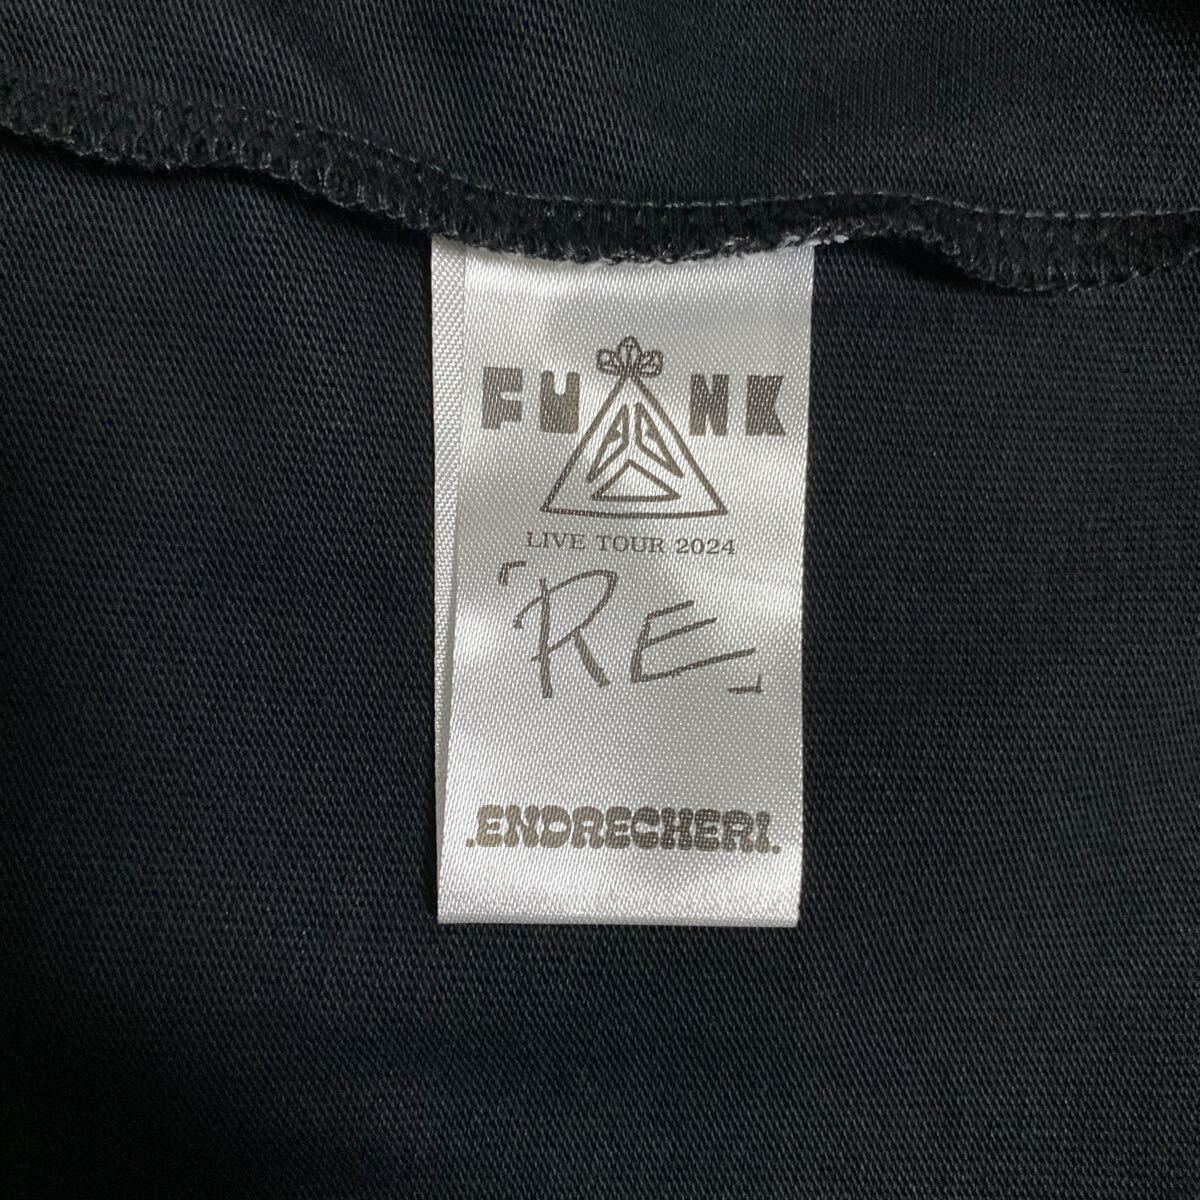 FUNK
LIVE TOUR 2024
「RE」
.ENDRECHERI.